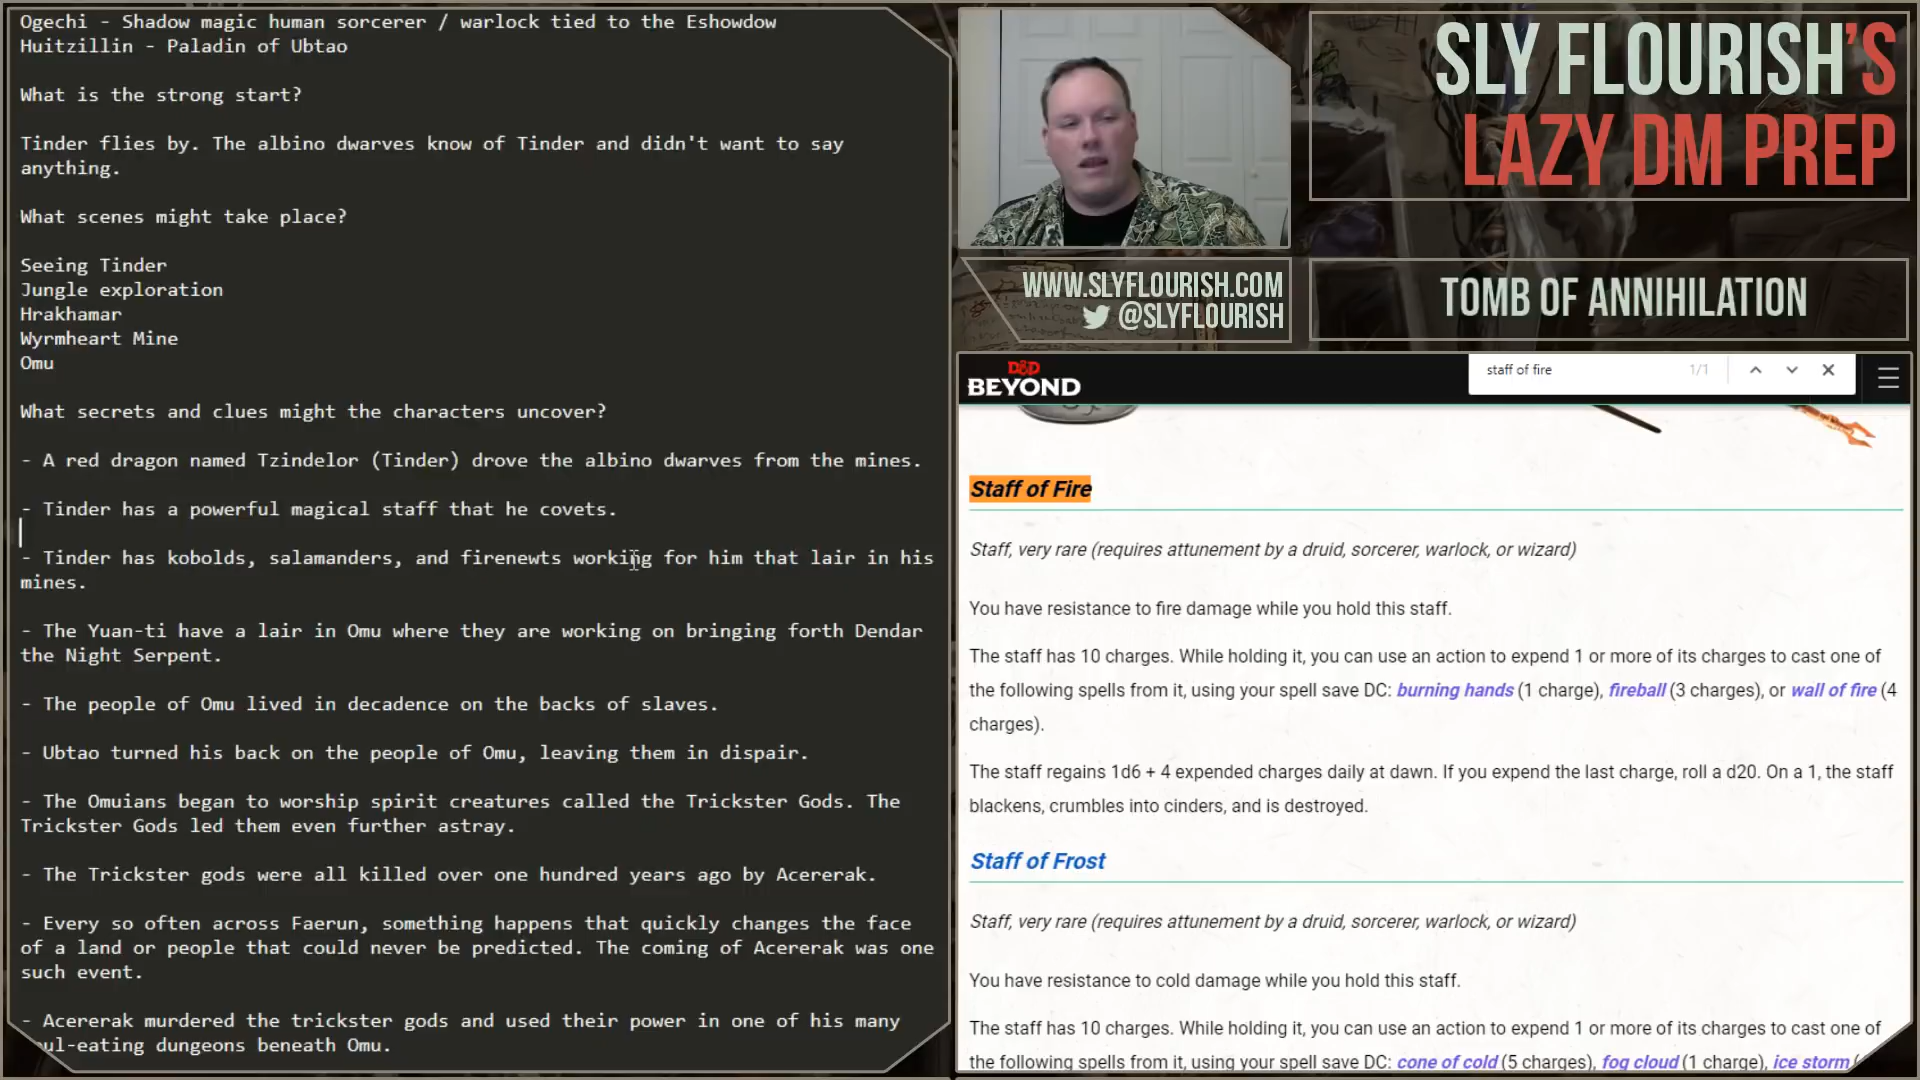 Ogechi - Shadow magic human sorcerer / warlock tied to the Eshowdow
Huitzillin - Paladin of Ubtao
What is the strong start?
Tinder flies by. The albino dwarves know of Tinder and didn't want to say
anything.
What scenes might take place?
Seeing Tinder
Jungle exploration
Hrakhamar
Wyrmheart Mine
Omu
What secrets and clues might the characters uncover?
- A red dragon named Tzindelor (Tinder) drove the albino dwarves from the mines.
- Tinder has a powerful magical staff that he covets.
- Tinder has kobolds, salamanders, and firenewts working for him that lair in his
mines.
- The Yuan-ti have a lair in Omu where they are working on bringing forth Dendar
the Night Serpent.
- The people of Omu lived in decadence on the backs of slaves.
- Ubtao turned his back on the people of Omu, leaving them in dispair.
- The Omuians began to worship spirit creatures called the Trickster Gods. The
Trickster Gods led them even further astray.
- The Trickster gods were all killed over one hundred years ago by Acererak.
- Every so often across Faerun, something happens that quickly changes the face
of a land or people that could never be predicted. The coming of Acererak was one
such event.
- Acererak murdered the trickster gods and used their power in one of his many
ul-eating dungeons beneath Omu.
SLY FLOURISH'S
LAZY DM PREP
WWW.SLYFLOURISH.COM
@SLYFLOURISH
TOMB OF ANNIHILATION
D&D
BEYOND
staff of fire 1/1
Staff of Fire
Staff, very rare (requires attunement by a druid, sorcerer, warlock, or wizard)
You have resistance to fire damage while you hold this staff.
The staff has 10 charges. While holding it, you can use an action to expend 1 or more of its charges to cast one of
the following spells from it, using your spell save DC: burning hands (1 charge), fireball (3 charges), or wall of fire (4
charges).
The staff regains 1d6 + 4 expended charges daily at dawn. If you expend the last charge, roll a d20. On a 1, the staff
blackens, crumbles into cinders, and is destroyed.
Staff of Frost
Staff, very rare (requires attunement by a druid, sorcerer, warlock, or wizard)
You have resistance to cold damage while you hold this staff.
The staff has 10 charges. While holding it, you can use an action to expend 1 or more of its charges to cast one of
the following spells from it, using your spell save DC: cone of cold (5 charges), fog cloud (1 charge), ice storm (